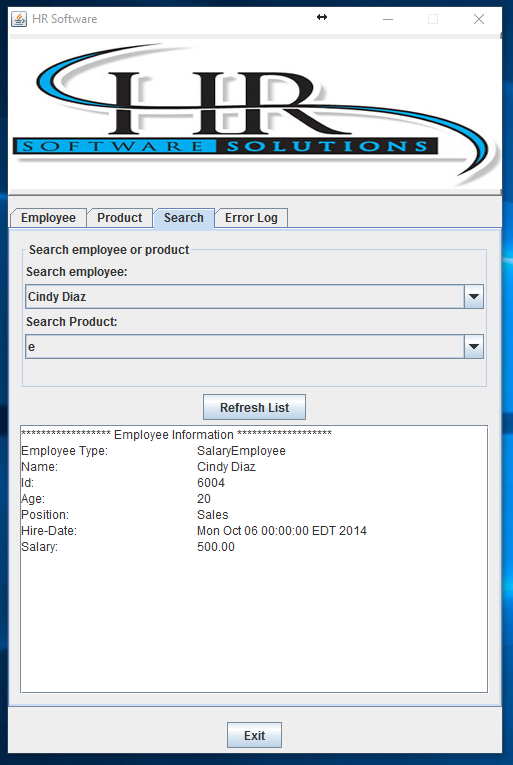 HR Software
HR
SOFTWARE SOLUTIONS
Employee Product Search Error Log
Search employee or product
Search employee:
Cindy Diaz
Search Product:
e
Refresh List
****************** Employee Information *******************
Employee Type: SalaryEmployee
Name: Cindy Diaz
Id: 6004
Age: 20
Position: Sales
Hire-Date: Mon Oct 06 00:00:00 EDT 2014
Salary: 500.00
Exit